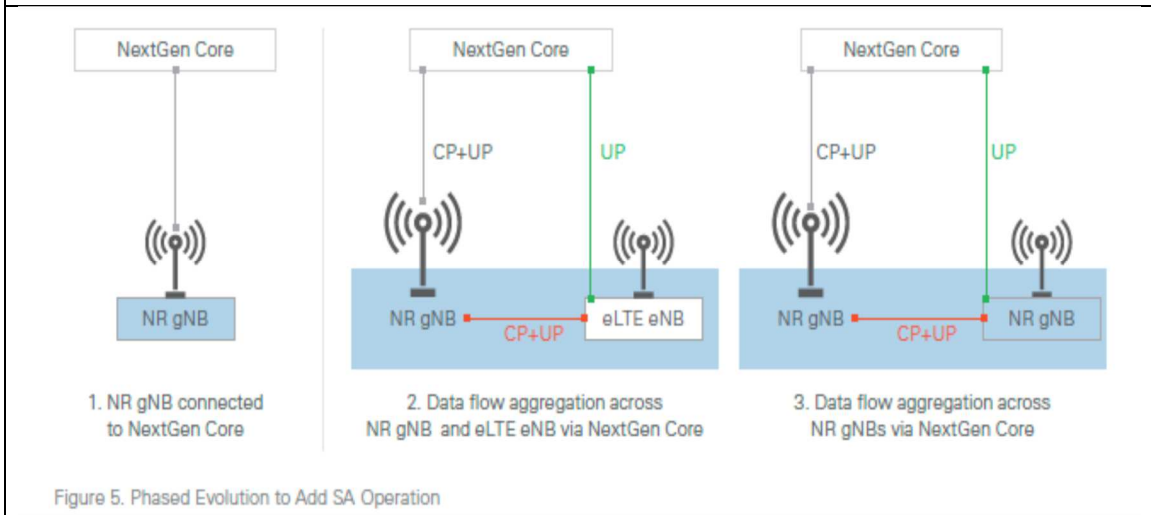 NextGen Core
NR gNB
1. NR gNB connected
to NextGen Core
NextGen Core
CP+UP
UP
NR gNB
CP+UP
eLTE eNB
2. Data flow aggregation across
NR gNB and eLTE eNB via NextGen Core
NextGen Core
CP+UP
UP
NR gNB
CP+UP
NR gNB
3. Data flow aggregation across
NR gNBs via NextGen Core
Figure 5. Phased Evolution to Add SA Operation